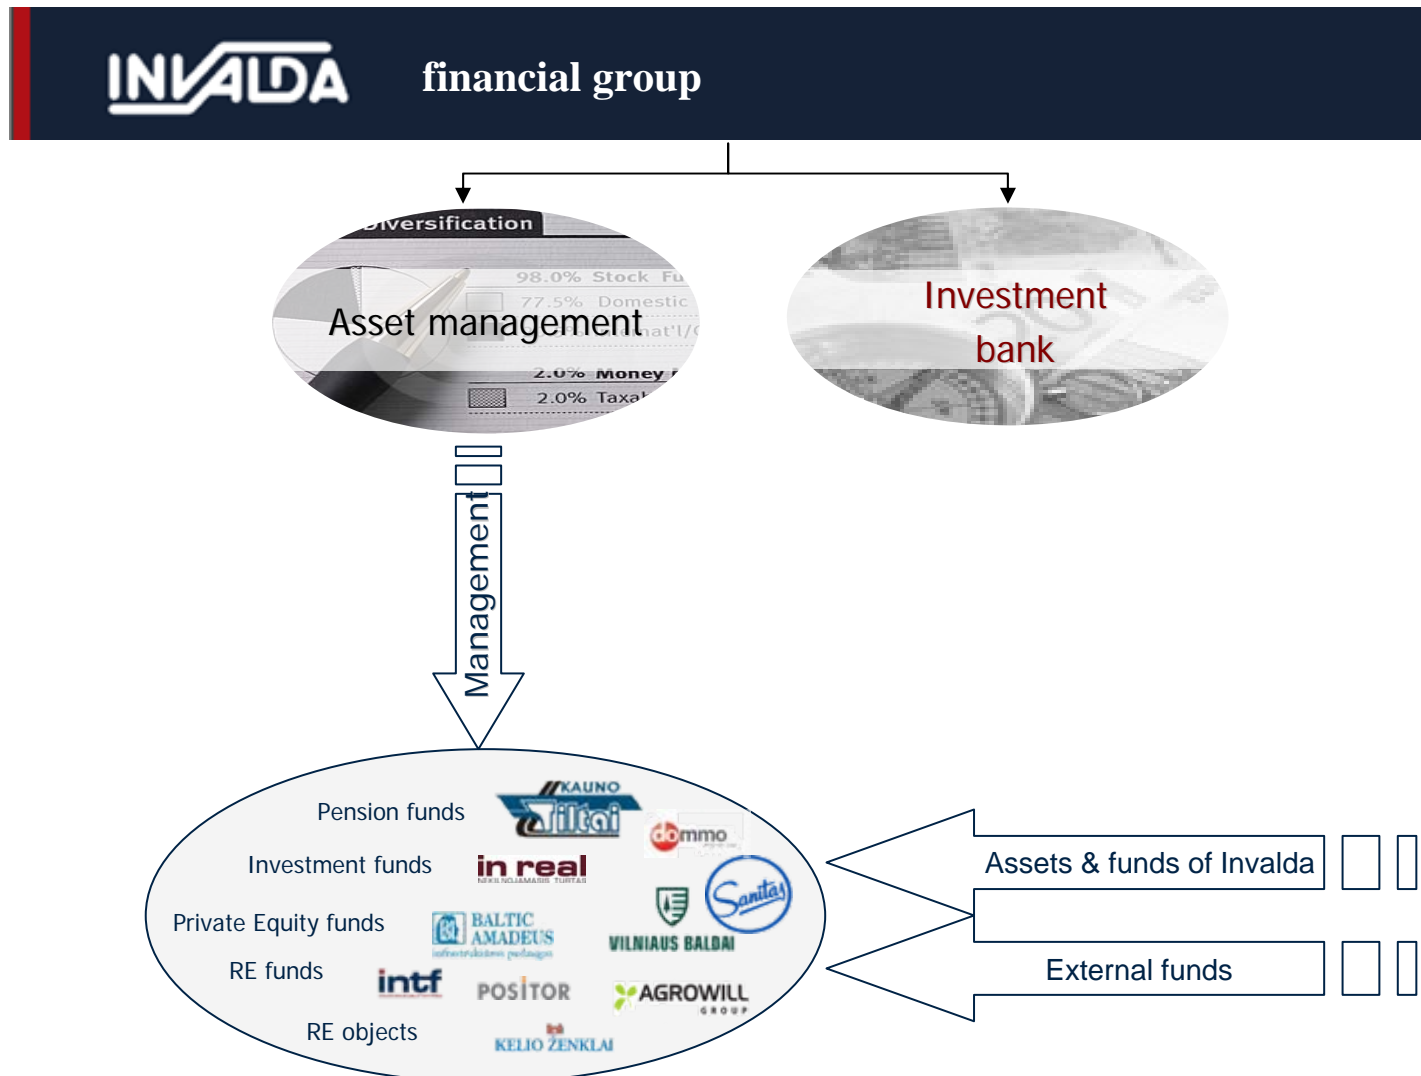 INVALDA
financial group
Diversification
98.0% Stock Fu
77.5% Domestic
Asset management
2.0% Money
2.0% Taxa
Investment
bank
Management
Pension funds
KAUNO
Tiltai
dommo
Investment funds
in real
NEKILNOJAMASIS TURTAS
Sanitas
Private Equity funds
BALTIC
AMADEUS
infrastruktūros paslaugos
VILNIAUS BALDAI
RE funds
intf
POSITOR
AGROWILL
GROUP
RE objects
KELIO ŽENKLAI
Assets & funds of Invalda
External funds